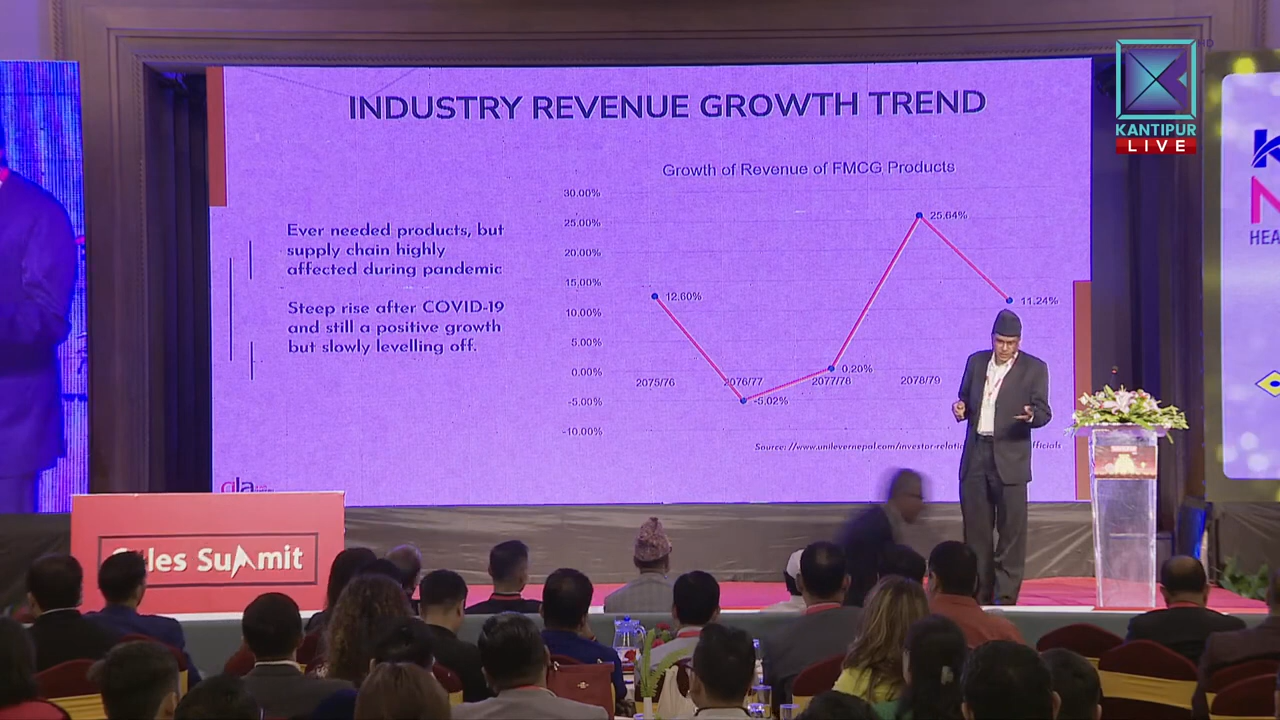 HD
KANTIPUR
LIVE
INDUSTRY REVENUE GROWTH TREND
Growth of Revenue of FMCG Products
Ever needed products, but
supply chain highly
affected during pandemic
Steep rise after COVID-19
and still a positive growth
but slowly levelling off.
30.00%
25.00%
20.00%
15.00%
10.00%
5.00%
0.00%
-5.00%
-10.00%
12.60%
-5.02%
0.20%
25.64%
11.24%
2075/76
2076/77
2077/78
2078/79
Source: //www.unilevernepal.com/investor-relati
Sales Summit
HEA